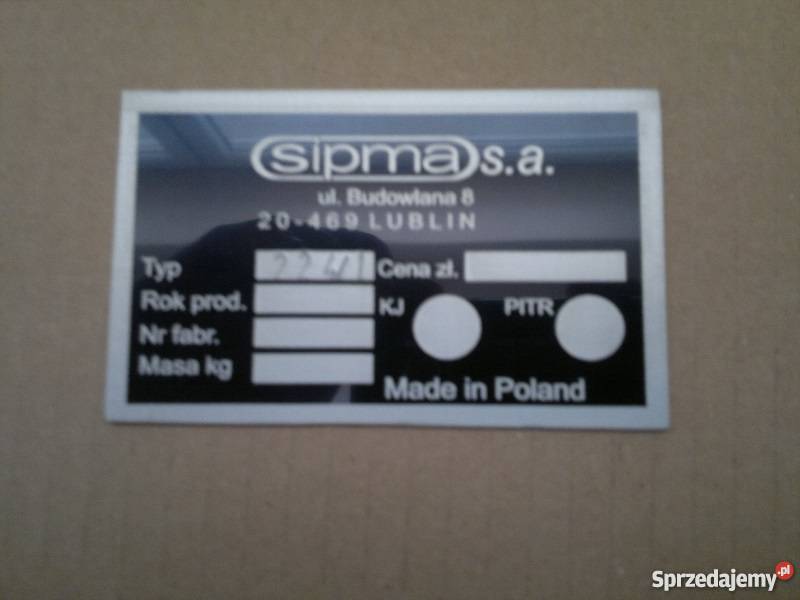 sipma s.a.
ul. Budowlana 8
20-469 LUBLIN
Typ 2241 Cena zł.
Rok prod. KJ PITR
Nr fabr.
Masa kg
Made in Poland
Sprzedajemy.pl